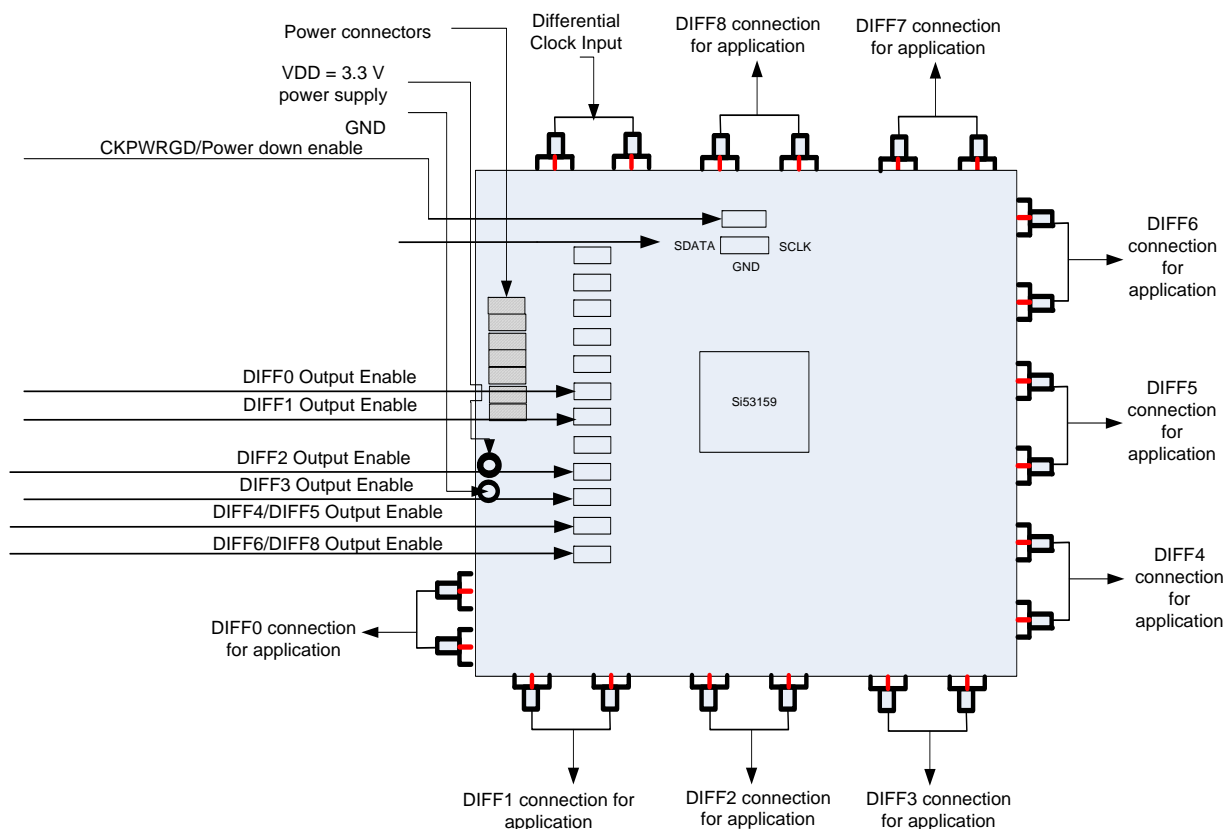 Power connectors
Differential
Clock Input
DIFF8 connection
for application
DIFF7 connection
for application
VDD = 3.3 V
power supply
GND
CKPWRGD/Power down enable
SDATA
SCLK
GND
DIFF6
connection
for
application
DIFF0 Output Enable
DIFF1 Output Enable
Si53159
DIFF5
connection
for
application
DIFF2 Output Enable
DIFF3 Output Enable
DIFF4/DIFF5 Output Enable
DIFF6/DIFF8 Output Enable
DIFF4
connection
for
application
DIFF0 connection
for application
DIFF1 connection for
application
DIFF2 connection
for application
DIFF3 connection
for application